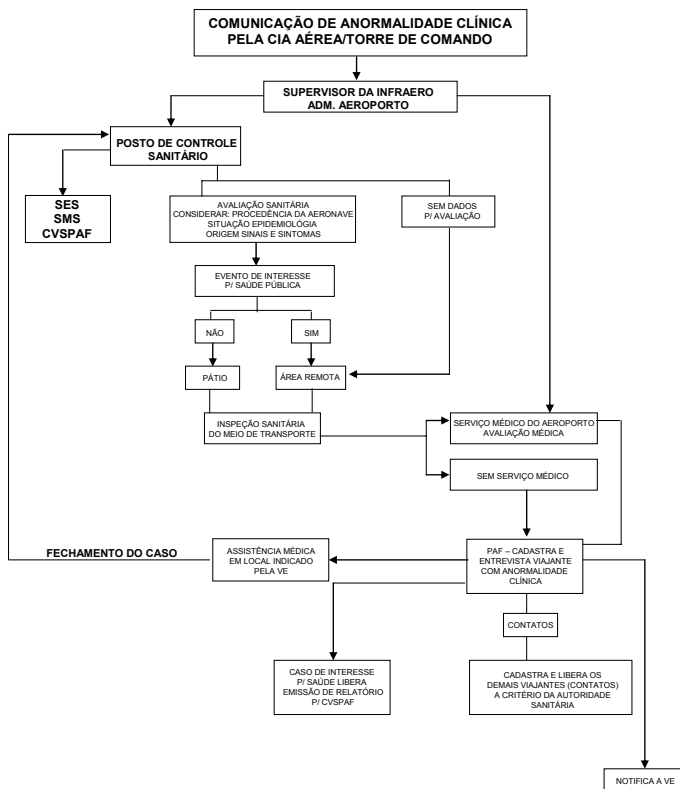 COMUNICAÇÃO DE ANORMALIDADE CLÍNICA
PELA CIA AÉREA/TORRE DE COMANDO
SUPERVISOR DA INFRAERO
ADM. AEROPORTO
POSTO DE CONTROLE
SANITÁRIO
SES
SMS
CVSPAF
AVALIAÇÃO SANITÁRIA
CONSIDERAR: PROCEDÊNCIA DA AERONAVE
SITUAÇÃO EPIDEMIOLÓGIA
ORIGEM SINAIS E SINTOMAS
SEM DADOS
P/ AVALIAÇÃO
EVENTO DE INTERESSE
P/ SAÚDE PÚBLICA
NÃO
SIM
PÁTIO
ÁREA REMOTA
INSPEÇÃO SANITÁRIA
DO MEIO DE TRANSPORTE
SERVIÇO MÉDICO DO AEROPORTO
AVALIAÇÃO MÉDICA
SEM SERVIÇO MÉDICO
FECHAMENTO DO CASO
ASSISTÊNCIA MÉDICA
EM LOCAL INDICADO
PELA VE
PAF – CADASTRA E
ENTREVISTA VIAJANTE
COM ANORMALIDADE
CLÍNICA
CONTATOS
CASO DE INTERESSE
P/ SAÚDE LIBERA
EMISSÃO DE RELATÓRIO
P/ CVSPAF
CADASTRA E LIBERA OS
DEMAIS VIAJANTES (CONTATOS)
A CRITÉRIO DA AUTORIDADE
SANITÁRIA
NOTIFICA A VE